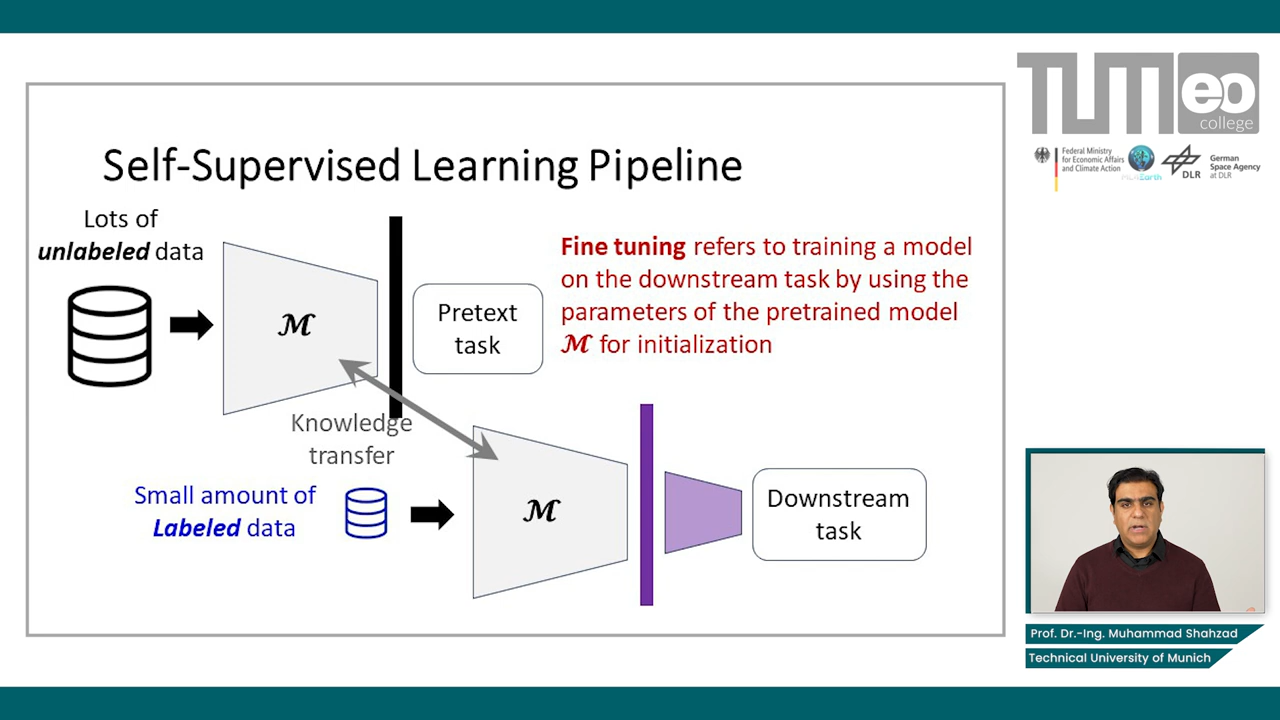 TUM eo
college
Federal Ministry
for Economic Affairs
and Climate Action
ML4Earth
DLR
German
Space Agency
at DLR
Self-Supervised Learning Pipeline
Lots of
unlabeled data
ℳ
Pretext
task
Fine tuning refers to training a model
on the downstream task by using the
parameters of the pretrained model
ℳ for initialization
Knowledge
transfer
Small amount of
Labeled data
ℳ
Downstream
task
Prof. Dr.-Ing. Muhammad Shahzad
Technical University of Munich